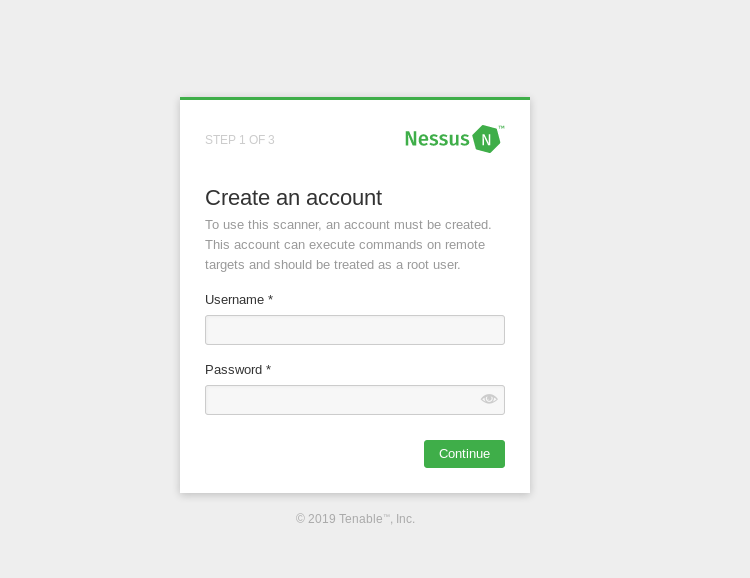 STEP 1 OF 3
Nessus N ™
Create an account
To use this scanner, an account must be created.
This account can execute commands on remote
targets and should be treated as a root user.
Username *
Password *
Continue
© 2019 Tenable™, Inc.